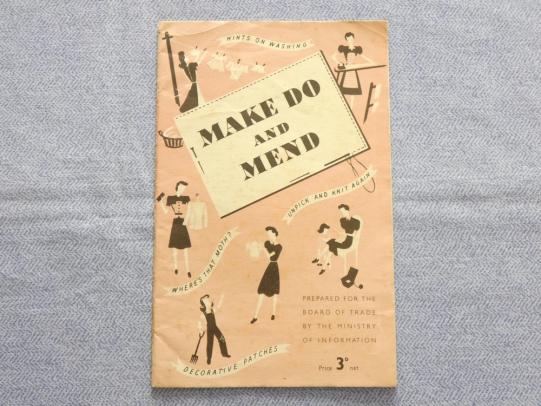 HINTS ON WASHING
MAKE DO
AND
MEND
UNPICK AND KNIT AGAIN
WHERE'S THAT MOTH?
DECORATIVE PATCHES
PREPARED FOR THE
BOARD OF TRADE
BY THE MINISTRY
OF INFORMATION
Price 3ᴰ net